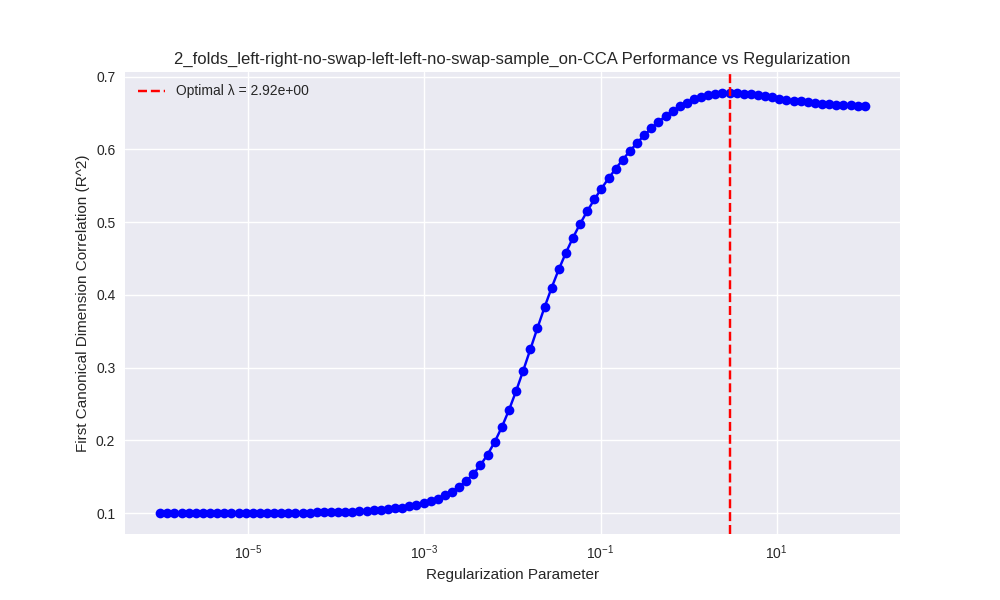 2_folds_left-right-no-swap-left-left-no-swap-sample_on-CCA Performance vs Regularization
Optimal λ = 2.92e+00
First Canonical Dimension Correlation (R^2)
0.7
0.6
0.5
0.4
0.3
0.2
0.1
10⁻⁵ 10⁻³ 10⁻¹ 10¹
Regularization Parameter